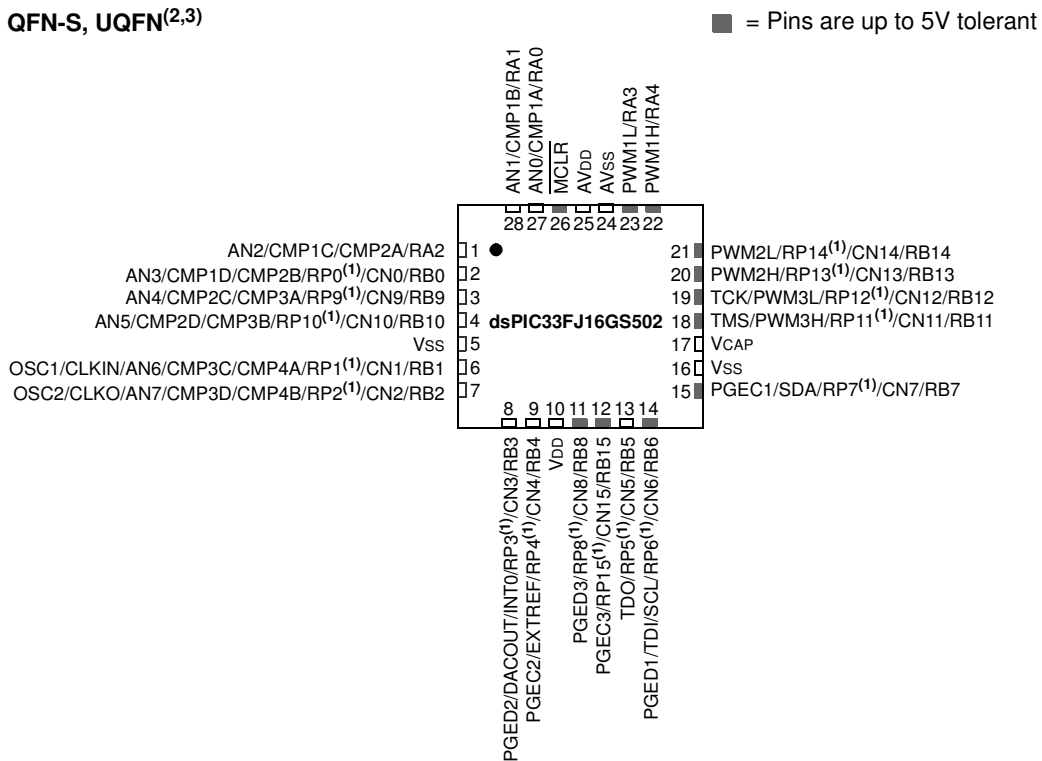 QFN-S, UQFN(2,3)
= Pins are up to 5V tolerant
AN1/CMP1B/RA1
AN0/CMP1A/RA0
MCLR
AVDD
AVSS
PWM1L/RA3
PWM1H/RA4
28 27 26 25 24 23 22
AN2/CMP1C/CMP2A/RA2 1
AN3/CMP1D/CMP2B/RP0(1)/CN0/RB0 2
AN4/CMP2C/CMP3A/RP9(1)/CN9/RB9 3
AN5/CMP2D/CMP3B/RP10(1)/CN10/RB10 4
VSS 5
OSC1/CLKIN/AN6/CMP3C/CMP4A/RP1(1)/CN1/RB1 6
OSC2/CLKO/AN7/CMP3D/CMP4B/RP2(1)/CN2/RB2 7
dsPIC33FJ16GS502
21 PWM2L/RP14(1)/CN14/RB14
20 PWM2H/RP13(1)/CN13/RB13
19 TCK/PWM3L/RP12(1)/CN12/RB12
18 TMS/PWM3H/RP11(1)/CN11/RB11
17 VCAP
16 VSS
15 PGEC1/SDA/RP7(1)/CN7/RB7
8 9 10 11 12 13 14
PGED2/DACOUT/INT0/RP3(1)/CN3/RB3
PGEC2/EXTREF/RP4(1)/CN4/RB4
VDD
PGED3/RP8(1)/CN8/RB8
PGEC3/RP15(1)/CN15/RB15
TDO/RP5(1)/CN5/RB5
PGED1/TDI/SCL/RP6(1)/CN6/RB6